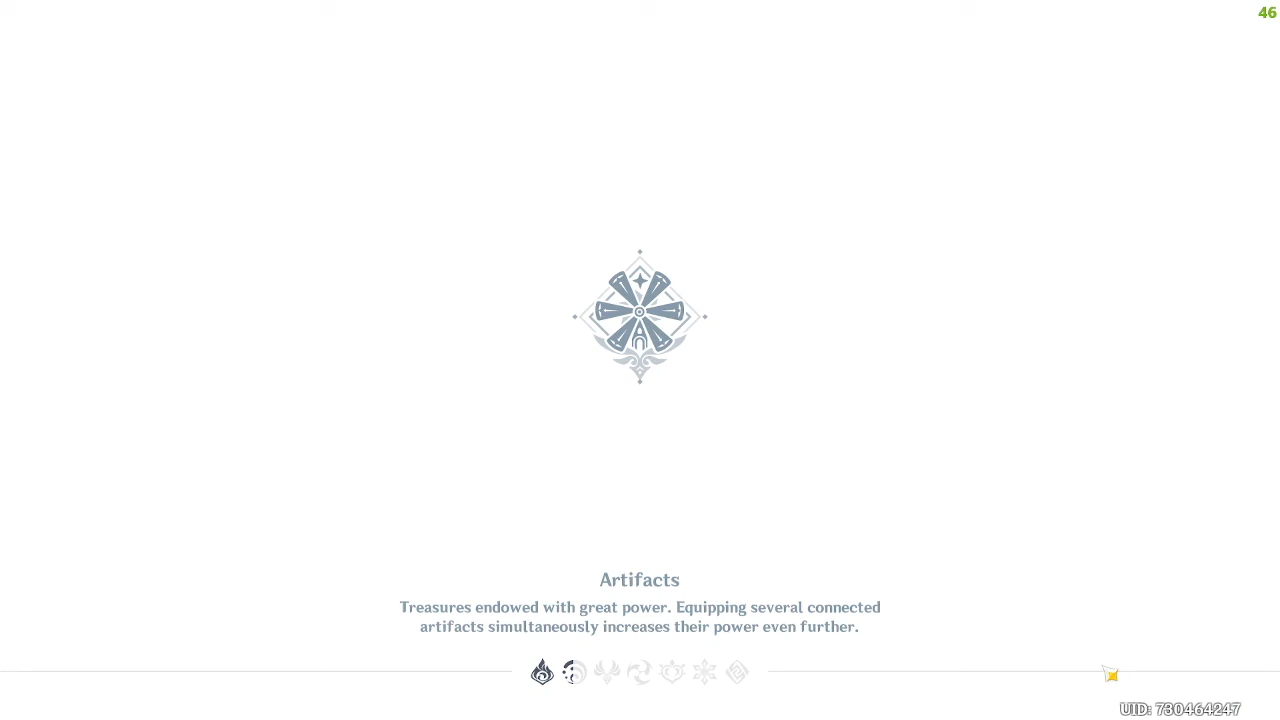 46
Artifacts
Treasures endowed with great power. Equipping several connected
artifacts simultaneously increases their power even further.
UID: 730464247